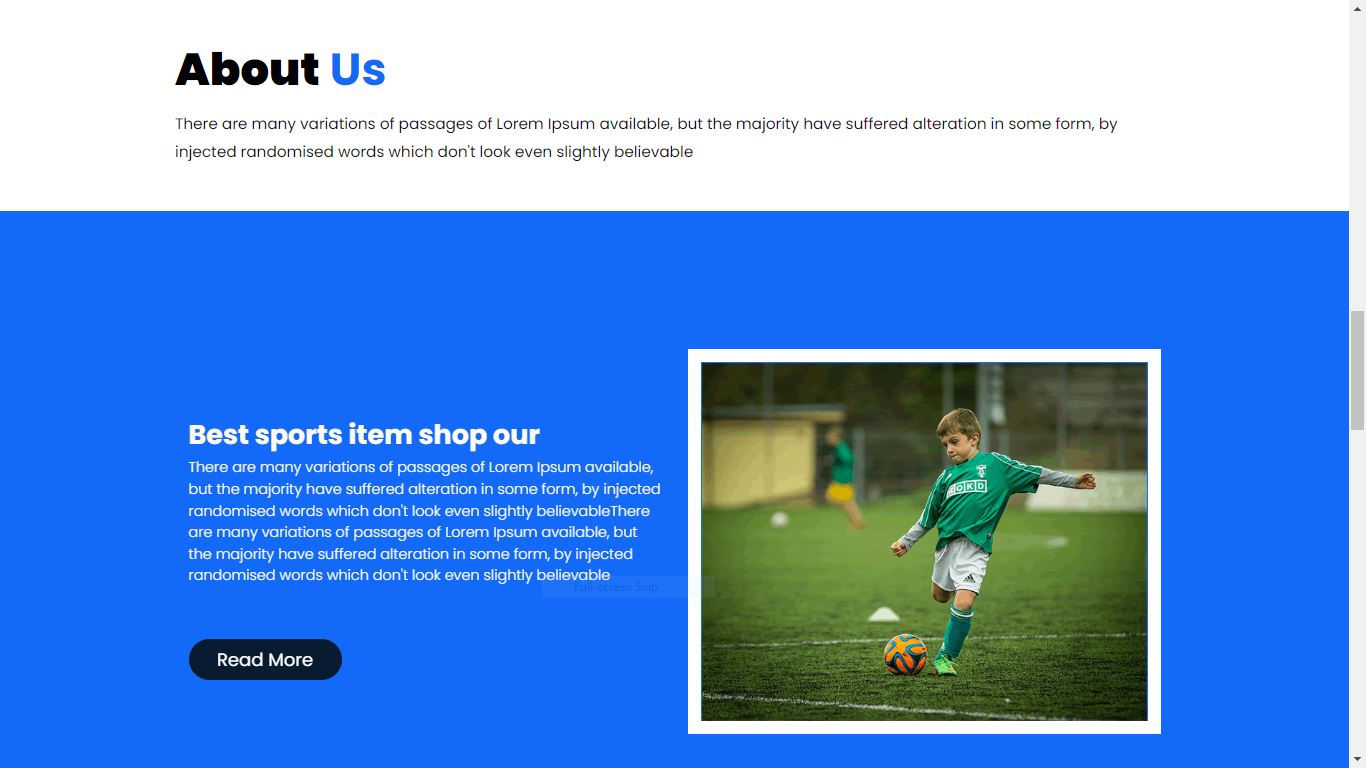 About Us
There are many variations of passages of Lorem Ipsum available, but the majority have suffered alteration in some form, by
injected randomised words which don't look even slightly believable
Best sports item shop our
There are many variations of passages of Lorem Ipsum available,
but the majority have suffered alteration in some form, by injected
randomised words which don't look even slightly believableThere
are many variations of passages of Lorem Ipsum available, but
the majority have suffered alteration in some form, by injected
randomised words which don't look even slightly believable
Full-screen Snip
Read More
OKD